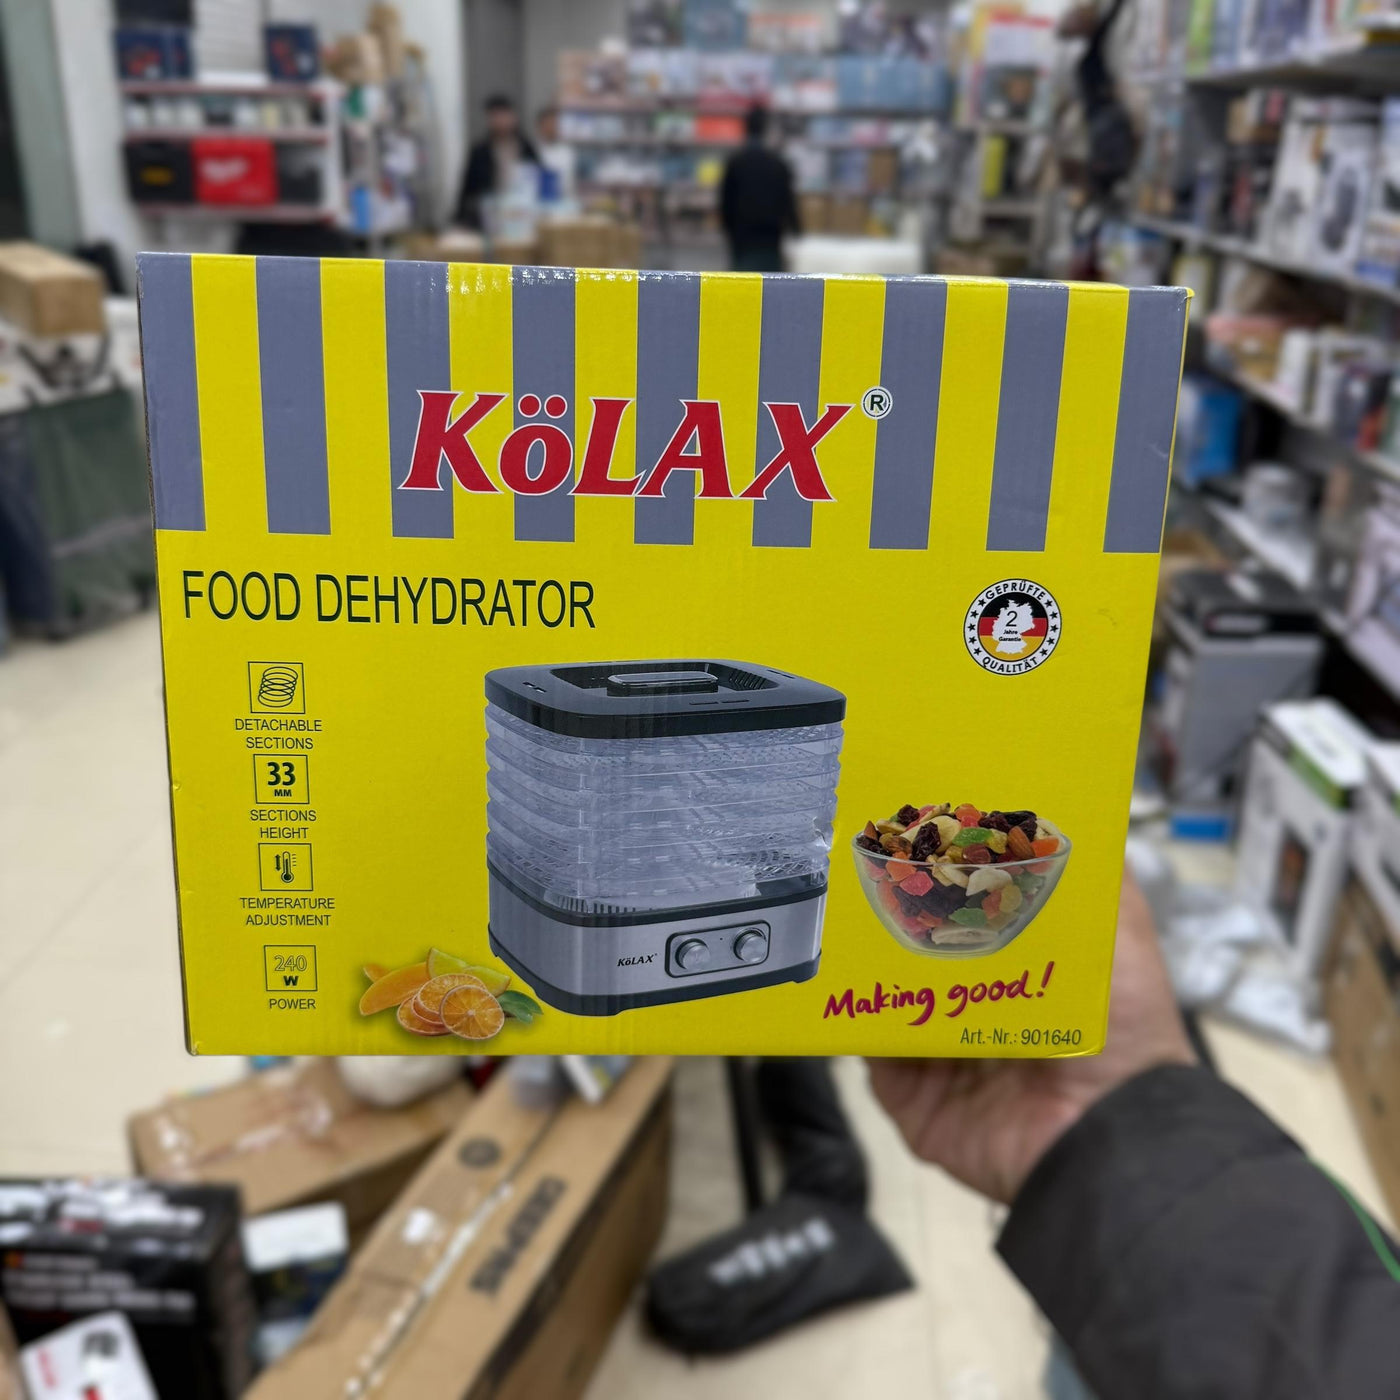 KöLAX®
FOOD DEHYDRATOR
GEPRÜFTE
2
Jahre
Garantie
QUALITÄT
DETACHABLE
SECTIONS
33
MM
SECTIONS
HEIGHT
TEMPERATURE
ADJUSTMENT
240
W
POWER
KöLAX
Making good!
Art.-Nr.: 901640